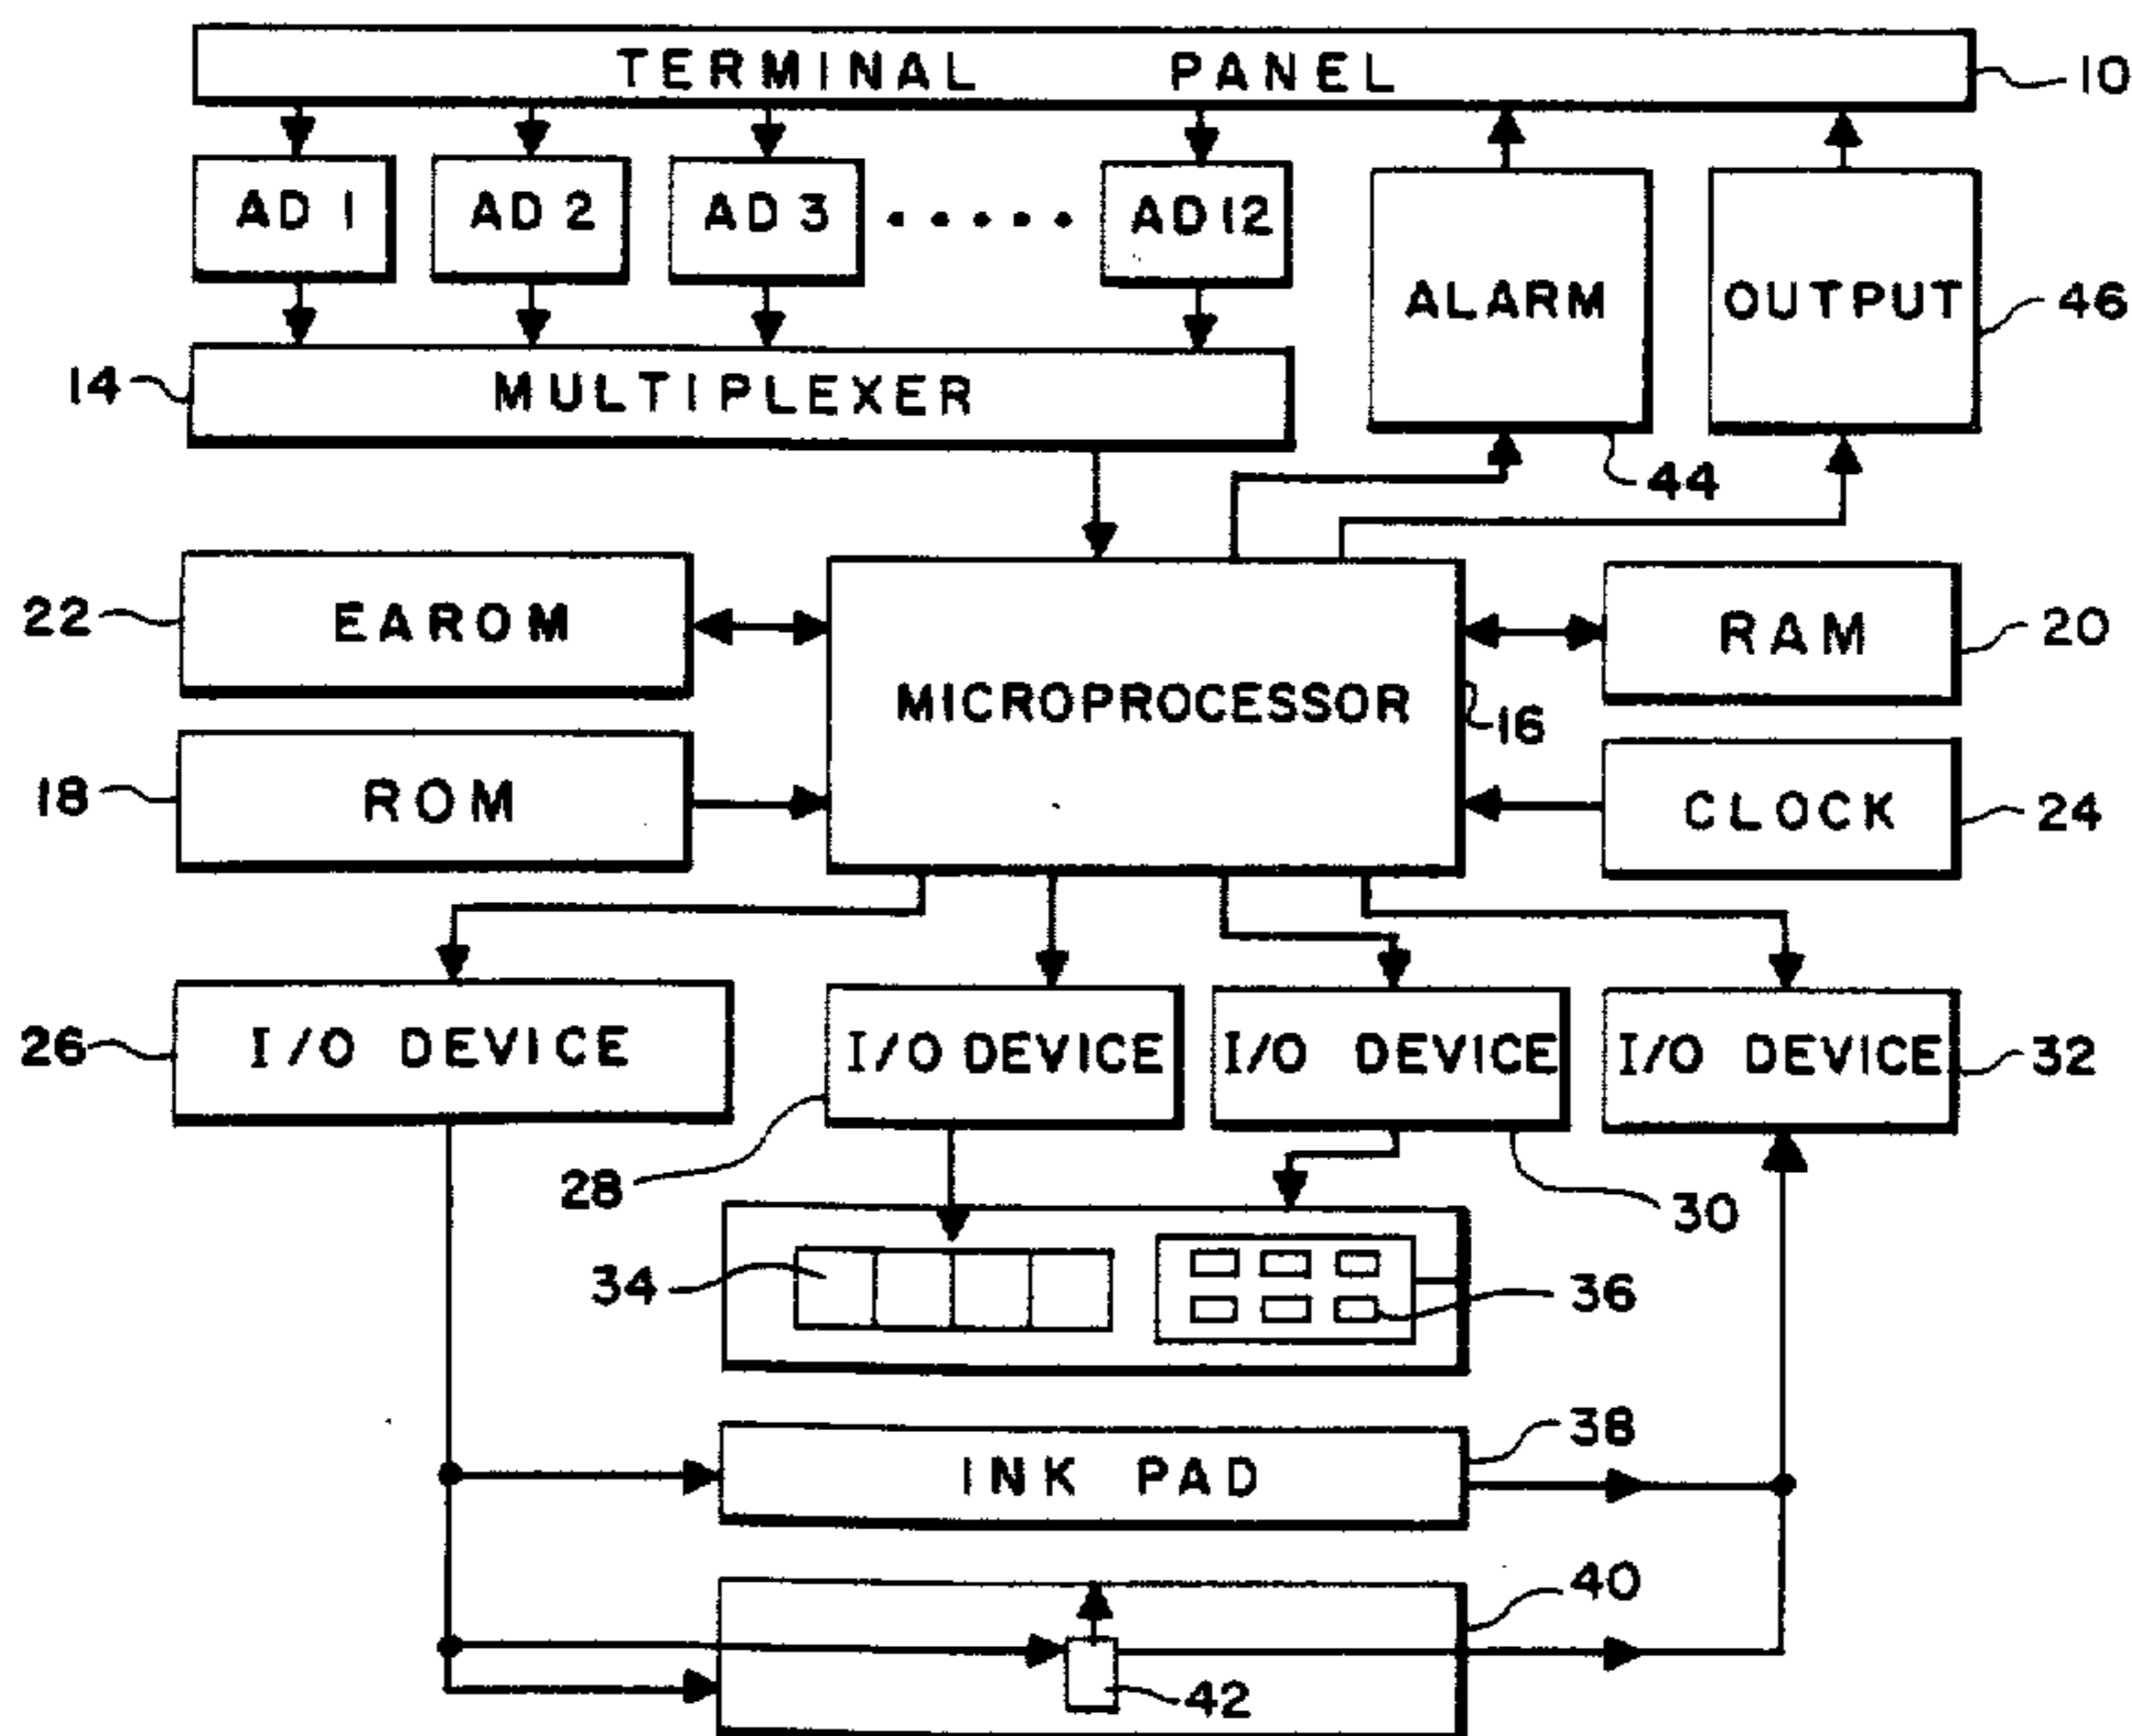 TERMINAL PANEL
10
AD 1
AD 2
AD 3
AD 12
ALARM
OUTPUT
46
14
MULTIPLEXER
44
22
EAROM
MICROPROCESSOR
16
RAM
20
18
ROM
CLOCK
24
26
I/O DEVICE
I/O DEVICE
I/O DEVICE
I/O DEVICE
32
28
30
34
36
38
INK PAD
40
42